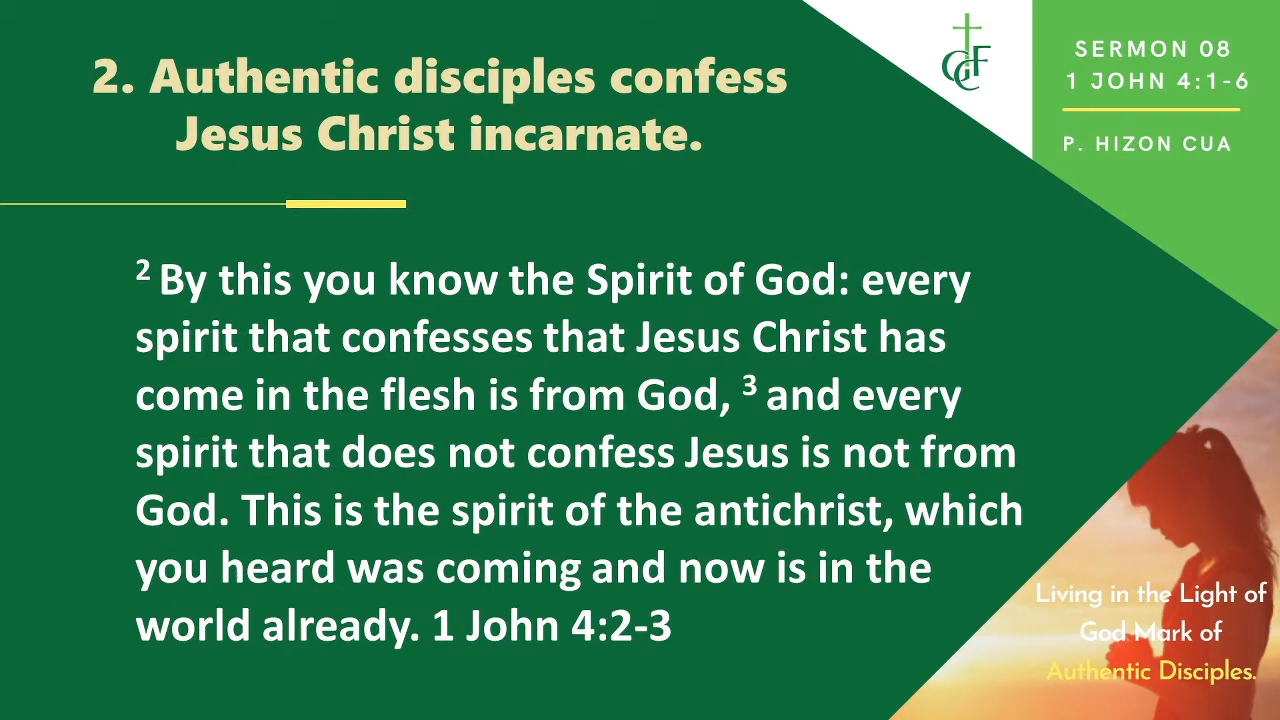 2. Authentic disciples confess
Jesus Christ incarnate.
GCF
SERMON 08
1 JOHN 4:1-6
P. HIZON CUA
2 By this you know the Spirit of God: every
spirit that confesses that Jesus Christ has
come in the flesh is from God, 3 and every
spirit that does not confess Jesus is not from
God. This is the spirit of the antichrist, which
you heard was coming and now is in the
world already. 1 John 4:2-3
Living in the Light of
God Mark of
Authentic Disciples.